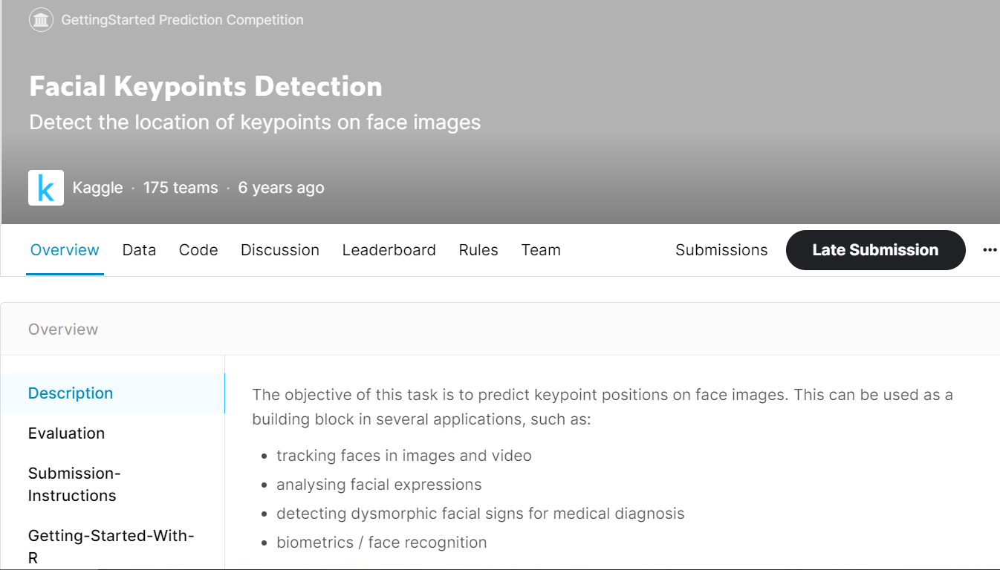 GettingStarted Prediction Competition
Facial Keypoints Detection
Detect the location of keypoints on face images
k Kaggle · 175 teams · 6 years ago
Overview Data Code Discussion Leaderboard Rules Team Submissions Late Submission ...
Overview
Description
Evaluation
Submission-
Instructions
Getting-Started-With-
R
The objective of this task is to predict keypoint positions on face images. This can be used as a
building block in several applications, such as:
• tracking faces in images and video
• analysing facial expressions
• detecting dysmorphic facial signs for medical diagnosis
• biometrics / face recognition